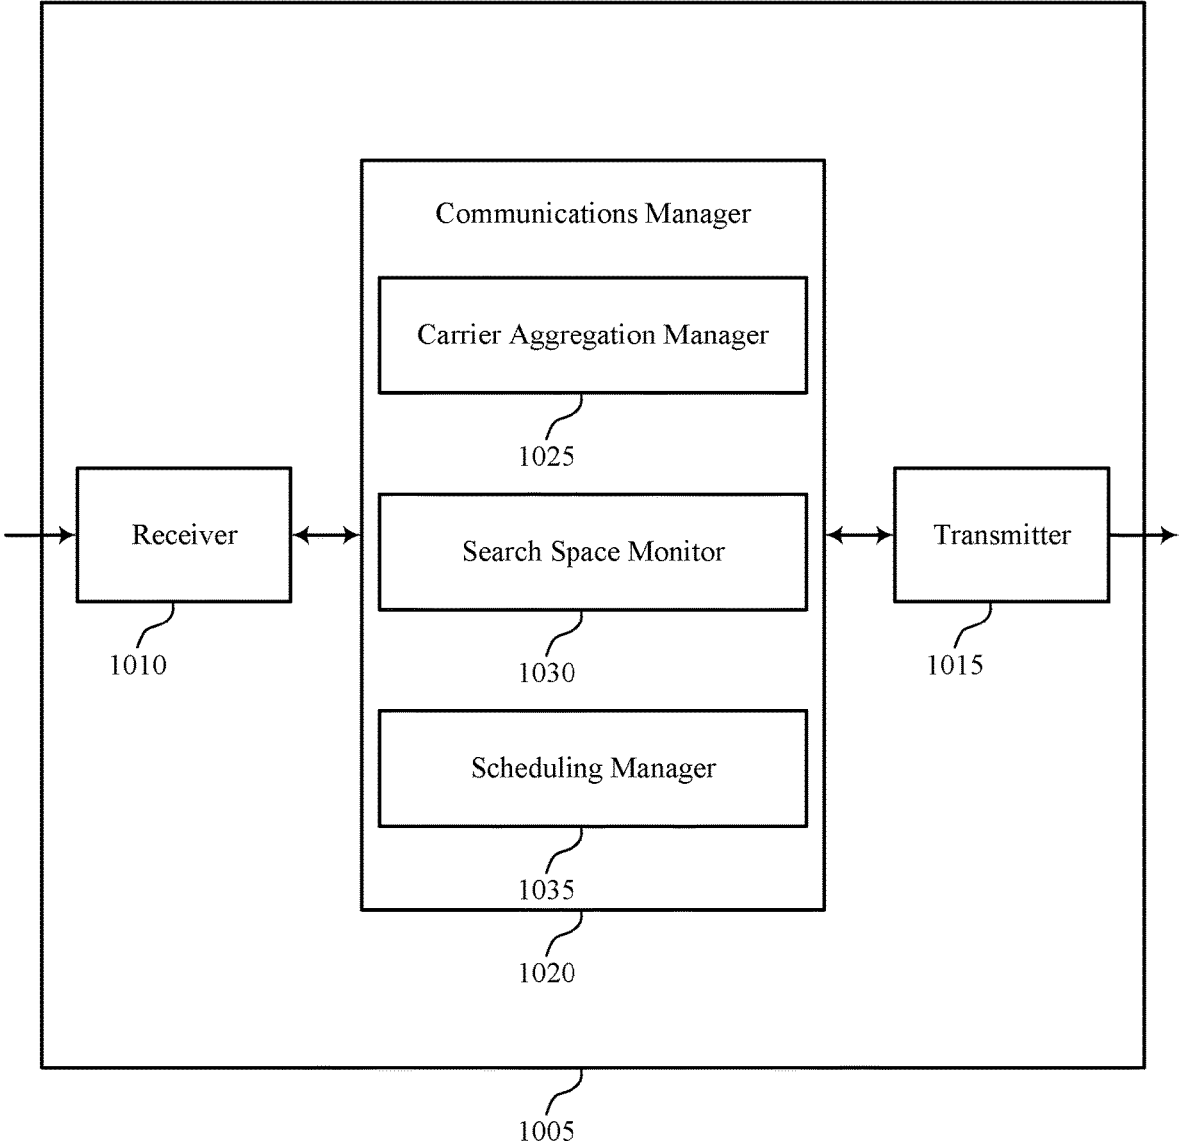 Communications Manager
Carrier Aggregation Manager
1025
Receiver
1010
Search Space Monitor
1030
Transmitter
1015
Scheduling Manager
1035
1020
1005